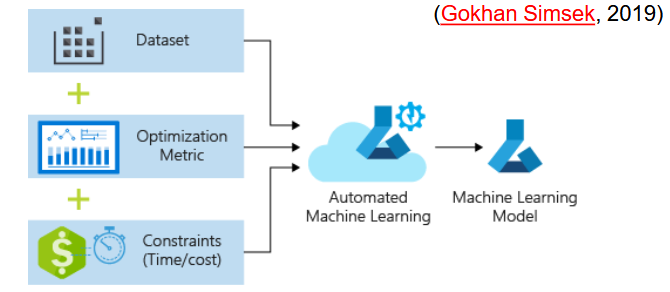 (Gokhan Simsek, 2019)
Dataset
Optimization
Metric
Constraints
(Time/cost)
Automated
Machine Learning
Machine Learning
Model